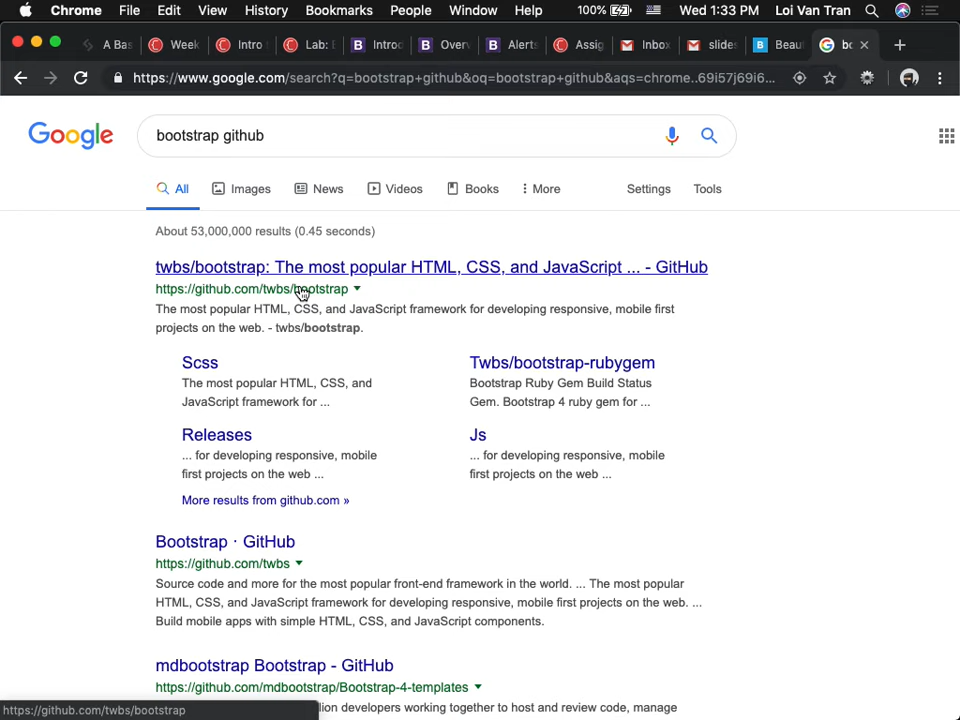 Chrome File Edit View History Bookmarks People Window Help 100% Wed 1:33 PM Loi Van Tran
A Bas Week Intro Lab: Introd Overv Alerts Assig Inbox slides Beau bo
https://www.google.com/search?q=bootstrap+github&oq=bootstrap+github&aqs=chrome..69i57j69i6...
Google bootstrap github
All Images News Videos Books More Settings Tools
About 53,000,000 results (0.45 seconds)
twbs/bootstrap: The most popular HTML, CSS, and JavaScript ... - GitHub
https://github.com/twbs/bootstrap
The most popular HTML, CSS, and JavaScript framework for developing responsive, mobile first
projects on the web. - twbs/bootstrap.
Scss
The most popular HTML, CSS, and
JavaScript framework for ...
Twbs/bootstrap-rubygem
Bootstrap Ruby Gem Build Status
Gem. Bootstrap 4 ruby gem for ...
Releases
... for developing responsive, mobile
first projects on the web ...
Js
... for developing responsive, mobile
first projects on the web ...
More results from github.com »
Bootstrap · GitHub
https://github.com/twbs
Source code and more for the most popular front-end framework in the world. ... The most popular
HTML, CSS, and JavaScript framework for developing responsive, mobile first projects on the web. ...
Build mobile apps with simple HTML, CSS, and JavaScript components.
mdbootstrap Bootstrap - GitHub
https://github.com/mdbootstrap/Bootstrap-4-templates
lion developers working together to host and review code, manage
https://github.com/twbs/bootstrap